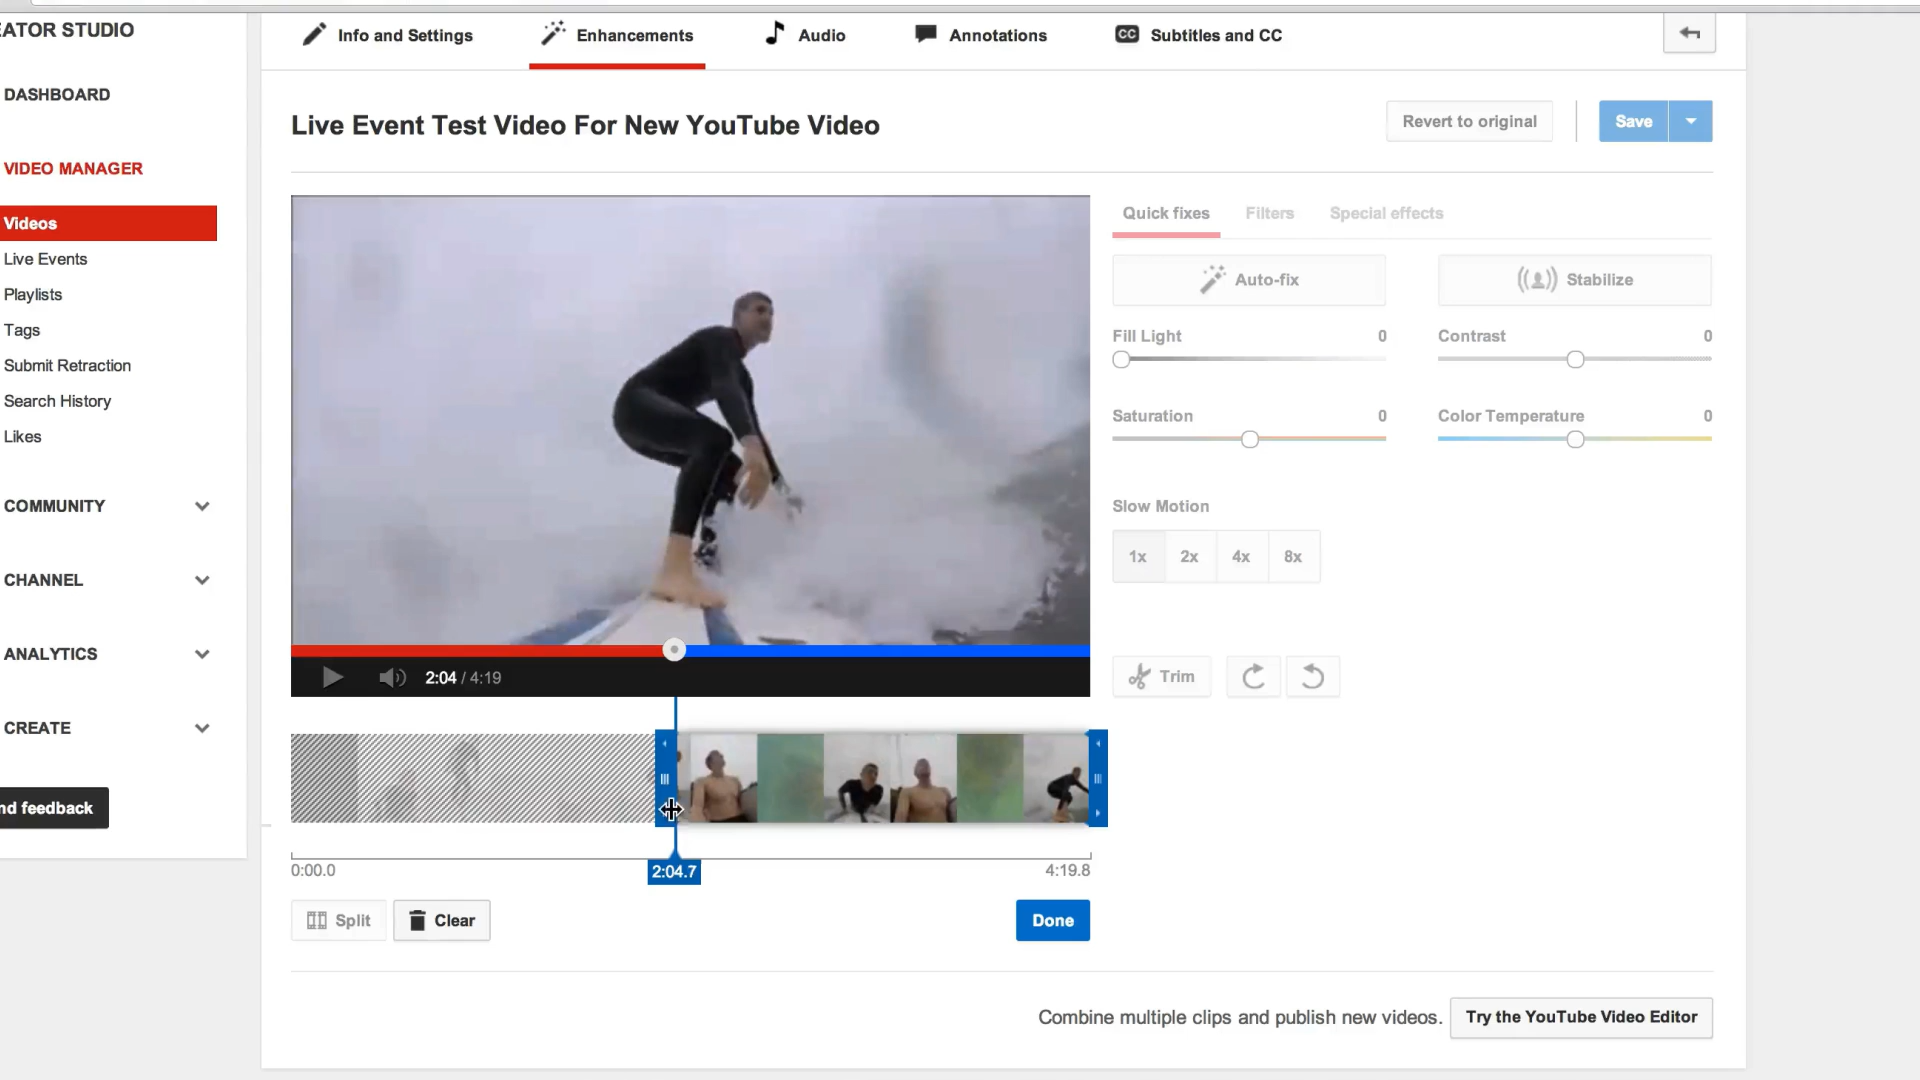 EATOR STUDIO
DASHBOARD
VIDEO MANAGER
Videos
Live Events
Playlists
Tags
Submit Retraction
Search History
Likes
COMMUNITY
CHANNEL
ANALYTICS
CREATE
nd feedback
Info and Settings
Enhancements
Audio
Annotations
CC Subtitles and CC
Live Event Test Video For New YouTube Video
Revert to original
Save
Quick fixes
Filters
Special effects
Auto-fix
Stabilize
Fill Light 0
Contrast 0
Saturation 0
Color Temperature 0
Slow Motion
1x 2x 4x 8x
Trim
2:04 / 4:19
0:00.0
2:04.7
4:19.8
Split
Clear
Done
Combine multiple clips and publish new videos.
Try the YouTube Video Editor